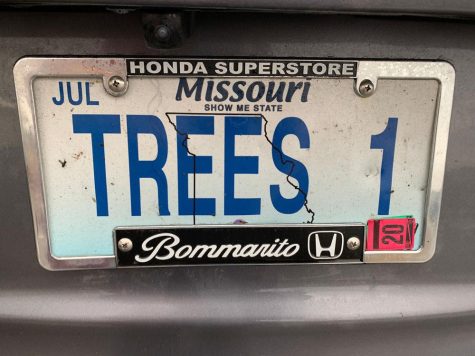 HONDA SUPERSTORE
JUL Missouri
SHOW ME STATE
TREES 1
Bommarito
20